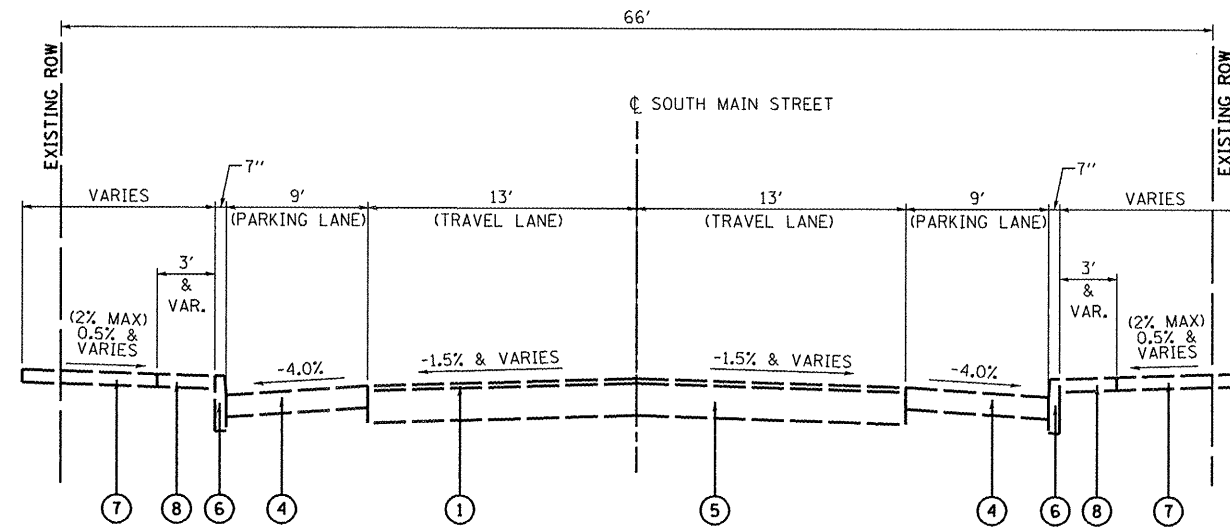 66'
EXISTING ROW
EXISTING ROW
℄ SOUTH MAIN STREET
7"
7"
VARIES
9'
(PARKING LANE)
13'
(TRAVEL LANE)
13'
(TRAVEL LANE)
9'
(PARKING LANE)
VARIES
3'
&
VAR.
3'
&
VAR.
(2% MAX)
0.5% &
VARIES
-4.0%
-1.5% & VARIES
-1.5% & VARIES
-4.0%
(2% MAX)
0.5% &
VARIES
7
8
6
4
1
5
4
6
8
7